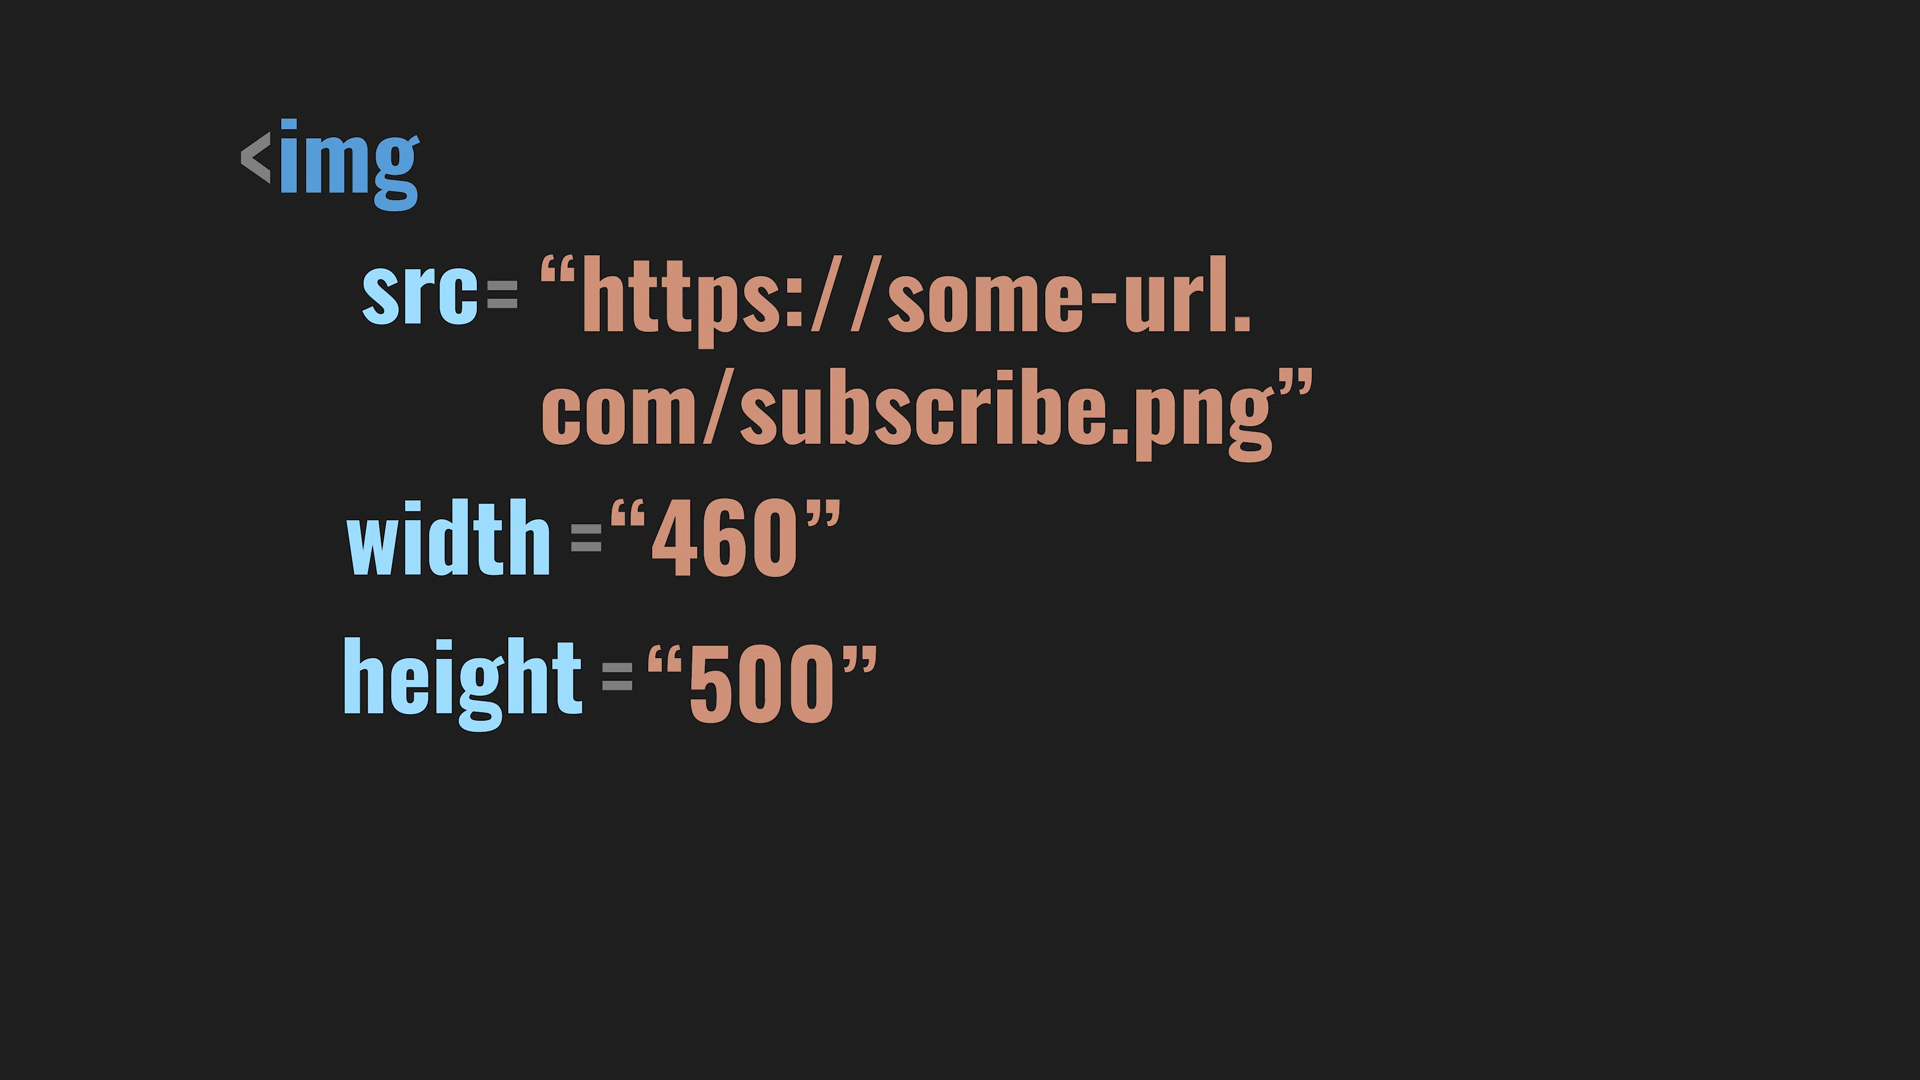 <img
src= “https://some-url.
com/subscribe.png”
width =“460”
height =“500”